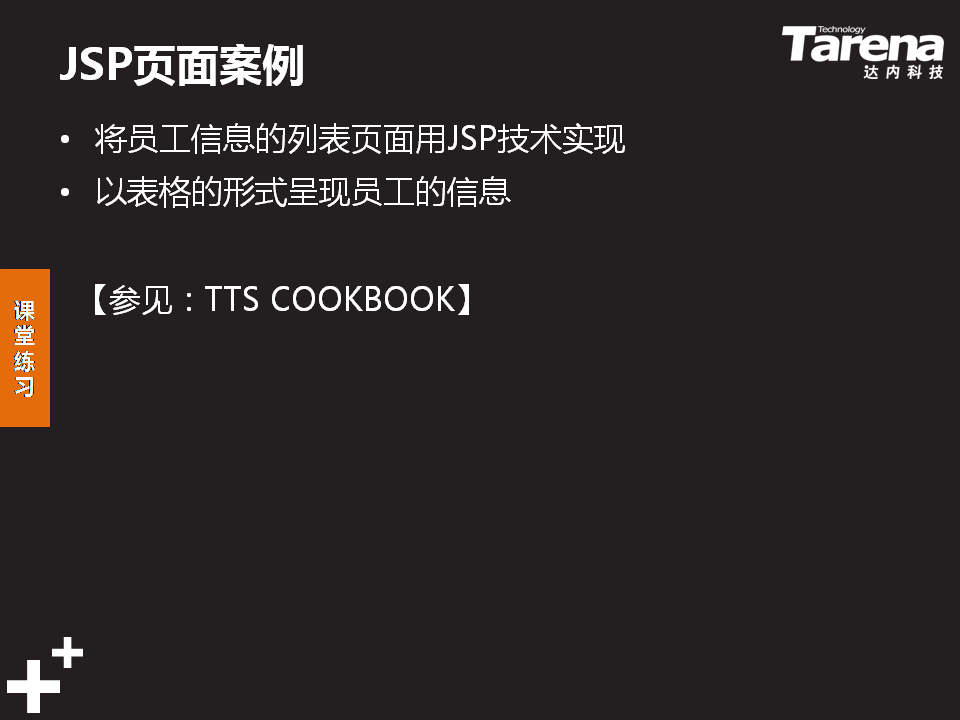 JSP页面案例
Technology
Tarena
达内科技
• 将员工信息的列表页面用JSP技术实现
• 以表格的形式呈现员工的信息
【参见：TTS COOKBOOK】
课堂练习